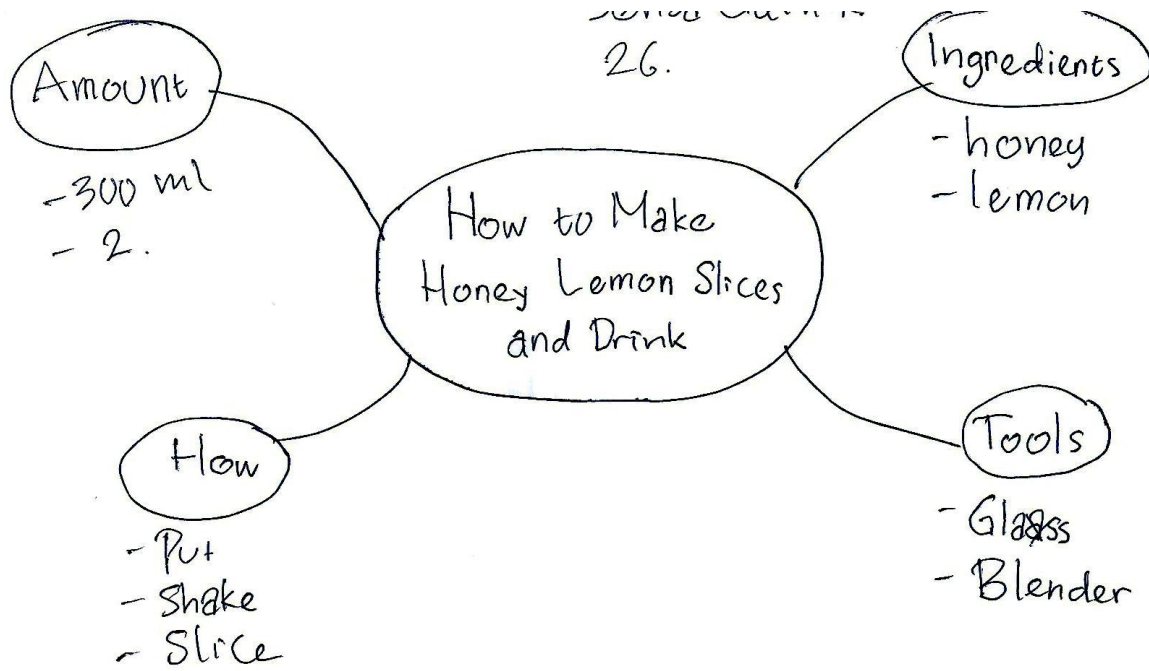 26.
Amount
- 300 ml
- 2.
Ingredients
- honey
- lemon
How to Make
Honey Lemon Slices
and Drink
How
- Put
- Shake
- Slice
Tools
- Glass
- Blender